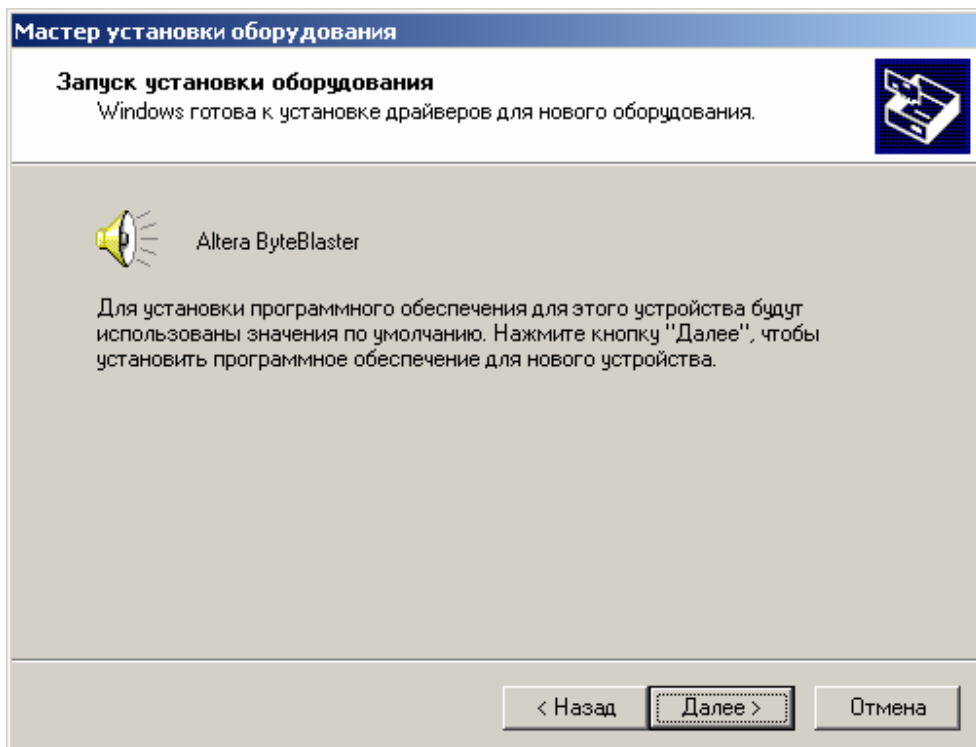 Мастер установки оборудования
Запуск установки оборудования
Windows готова к установке драйверов для нового оборудования.
Altera ByteBlaster
Для установки программного обеспечения для этого устройства будут
использованы значения по умолчанию. Нажмите кнопку "Далее", чтобы
установить программное обеспечение для нового устройства.
< Назад
Далее >
Отмена